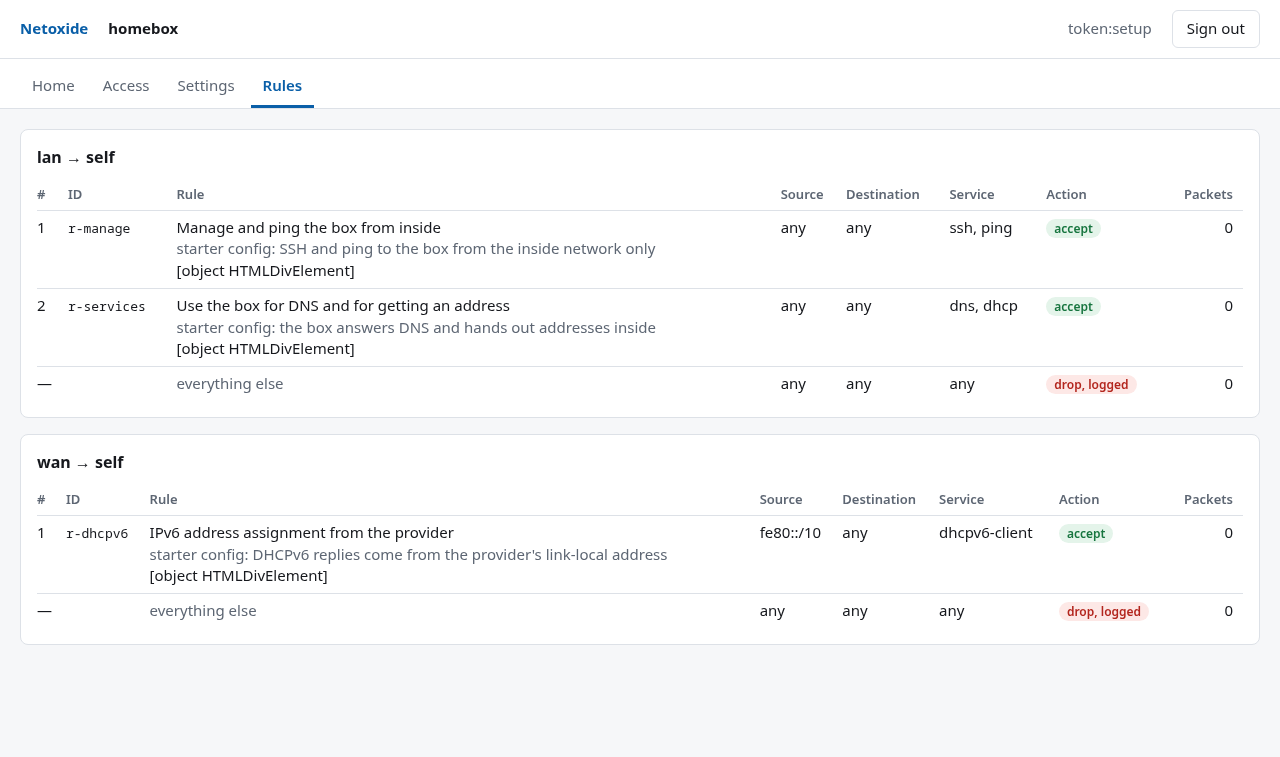 Netoxide homebox token:setup Sign out
Home Access Settings Rules
lan → self
# ID Rule Source Destination Service Action Packets
1 r-manage Manage and ping the box from inside any any ssh, ping accept 0
starter config: SSH and ping to the box from the inside network only
[object HTMLDivElement]
2 r-services Use the box for DNS and for getting an address any any dns, dhcp accept 0
starter config: the box answers DNS and hands out addresses inside
[object HTMLDivElement]
— everything else any any any drop, logged 0
wan → self
# ID Rule Source Destination Service Action Packets
1 r-dhcpv6 IPv6 address assignment from the provider fe80::/10 any dhcpv6-client accept 0
starter config: DHCPv6 replies come from the provider's link-local address
[object HTMLDivElement]
— everything else any any any drop, logged 0